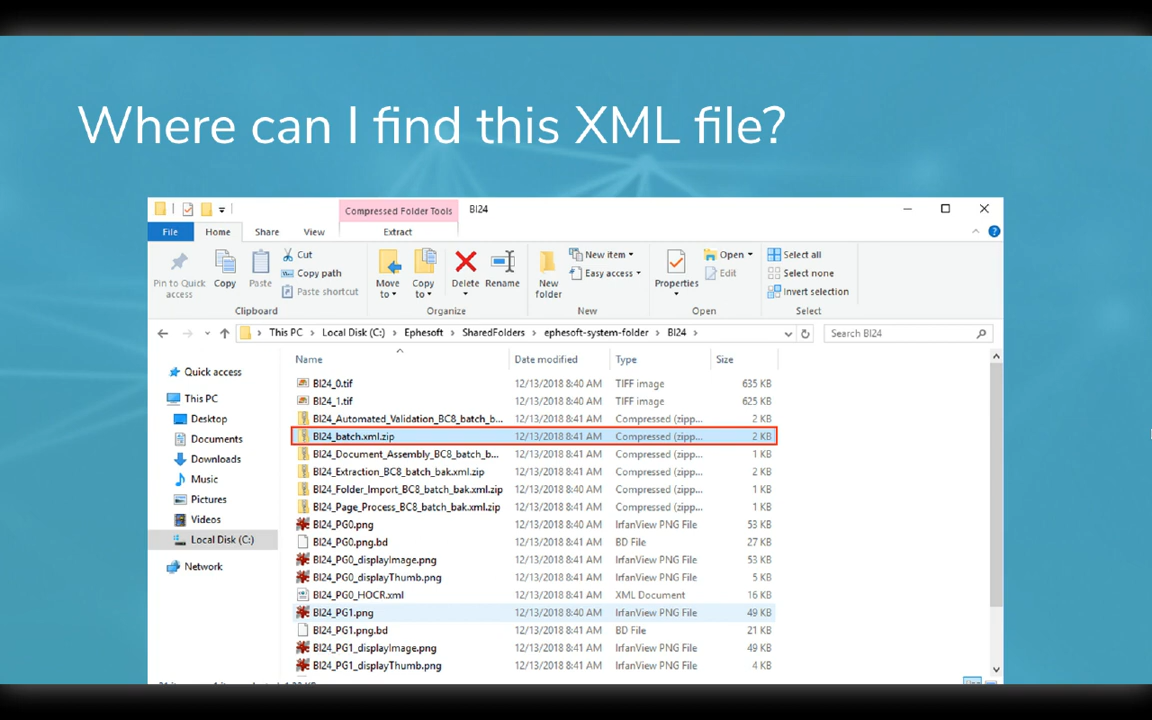 Where can I find this XML file?
Compressed Folder Tools BI24
File Home Share View Extract
Pin to Quick access
Copy
Paste
Cut
Copy path
Paste shortcut
Move to
Copy to
Delete
Rename
New folder
New item
Easy access
Properties
Open
Edit
Select all
Select none
Invert selection
Clipboard Organize New Open Select
This PC > Local Disk (C:) > Ephesoft > SharedFolders > ephesoft-system-folder > BI24 >
Search BI24
Quick access
This PC
Desktop
Documents
Downloads
Music
Pictures
Videos
Local Disk (C:)
Network
Name Date modified Type Size
BI24_0.tif 12/13/2018 8:40 AM TIFF image 635 KB
BI24_1.tif 12/13/2018 8:40 AM TIFF image 625 KB
BI24_Automated_Validation_BC8_batch_b... 12/13/2018 8:41 AM Compressed (zipp... 2 KB
BI24_batch.xml.zip 12/13/2018 8:41 AM Compressed (zipp... 2 KB
BI24_Document_Assembly_BC8_batch_b... 12/13/2018 8:41 AM Compressed (zipp... 1 KB
BI24_Extraction_BC8_batch_bak.xml.zip 12/13/2018 8:41 AM Compressed (zipp... 2 KB
BI24_Folder_Import_BC8_batch_bak.xml.zip 12/13/2018 8:40 AM Compressed (zipp... 1 KB
BI24_Page_Process_BC8_batch_bak.xml.zip 12/13/2018 8:41 AM Compressed (zipp... 1 KB
BI24_PG0.png 12/13/2018 8:40 AM IrfanView PNG File 53 KB
BI24_PG0.png.bd 12/13/2018 8:41 AM BD File 27 KB
BI24_PG0_displayImage.png 12/13/2018 8:41 AM IrfanView PNG File 53 KB
BI24_PG0_displayThumb.png 12/13/2018 8:41 AM IrfanView PNG File 5 KB
BI24_PG0_HOCR.xml 12/13/2018 8:41 AM XML Document 16 KB
BI24_PG1.png 12/13/2018 8:40 AM IrfanView PNG File 49 KB
BI24_PG1.png.bd 12/13/2018 8:41 AM BD File 21 KB
BI24_PG1_displayImage.png 12/13/2018 8:41 AM IrfanView PNG File 49 KB
BI24_PG1_displayThumb.png 12/13/2018 8:41 AM IrfanView PNG File 4 KB